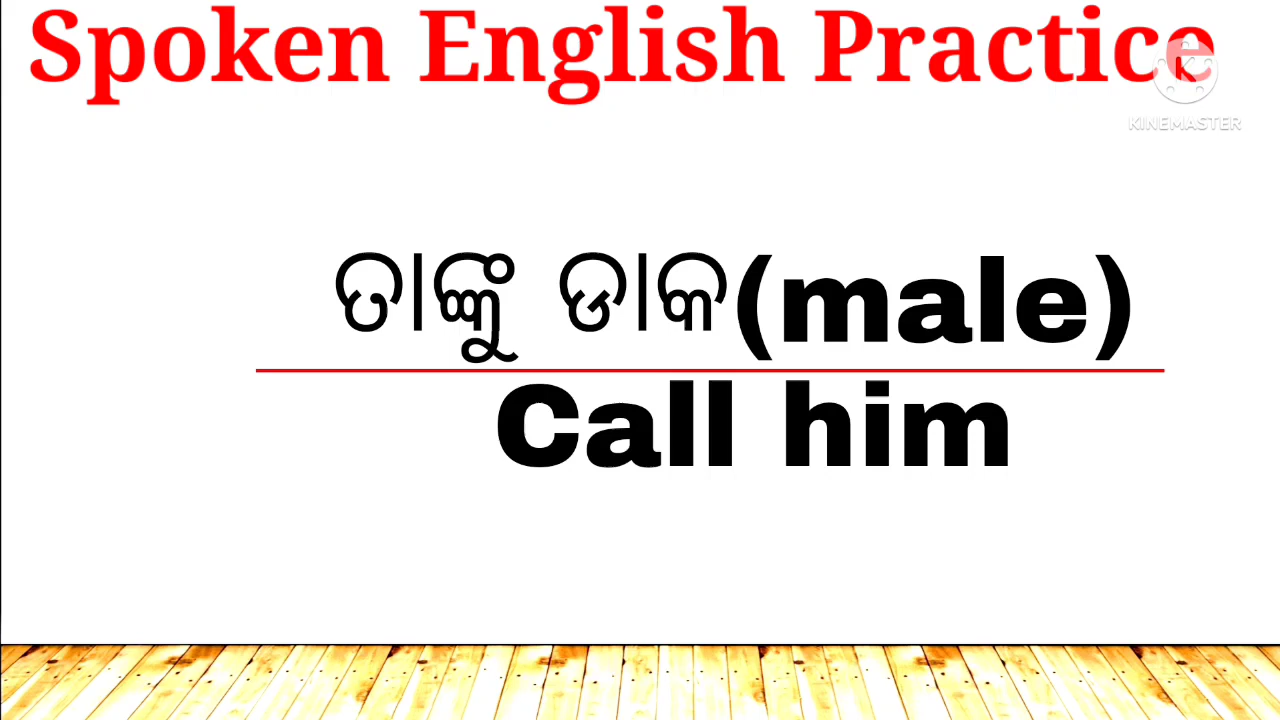 Spoken English Practice
KINEMASTER
ତାଙ୍କୁ ଡାକ(male)
Call him